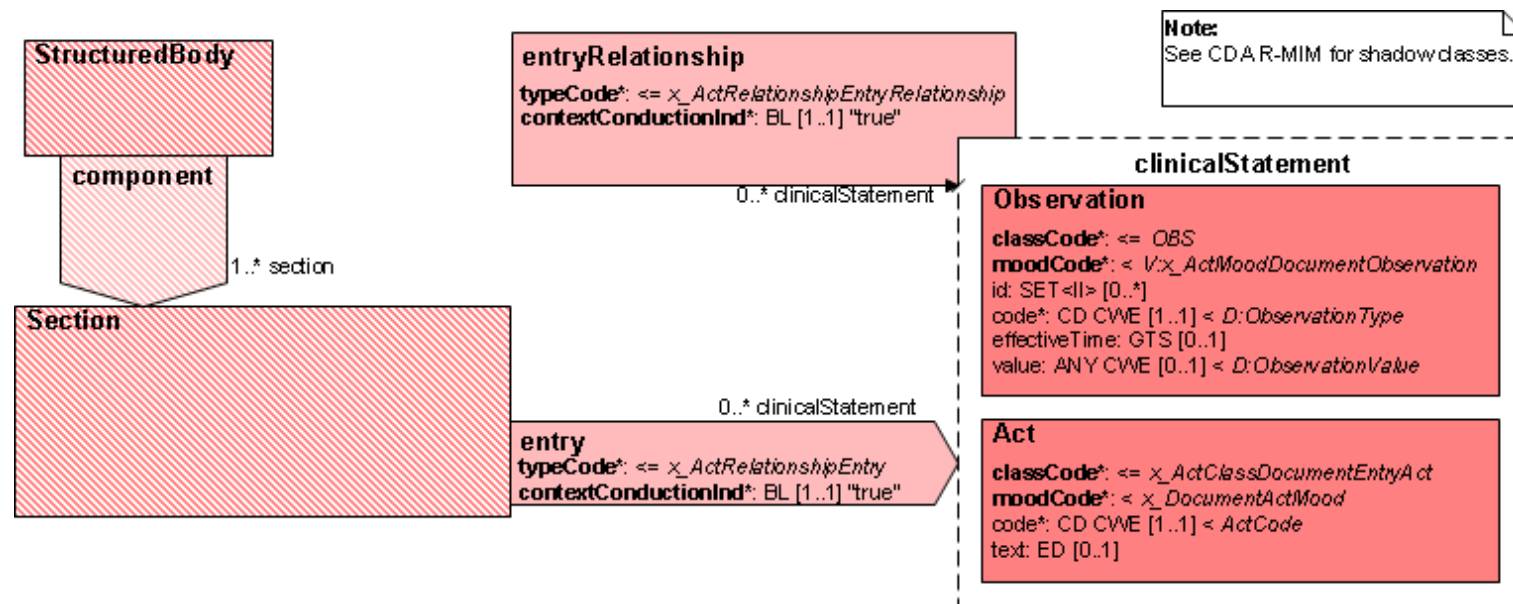 StructuredBody
component
1..* section
Section
entryRelationship
typeCode*: <= x_ActRelationshipEntryRelationship
contextConductionInd*: BL [1..1] "true"
0..* clinicalStatement
0..* clinicalStatement
entry
typeCode*: <= x_ActRelationshipEntry
contextConductionInd*: BL [1..1] "true"
Note:
See CDA R-MIM for shadow classes.
clinicalStatement
Observation
classCode*: <= OBS
moodCode*: < V:x_ActMoodDocumentObservation
id: SET<II> [0..*]
code*: CD CWE [1..1] < D:ObservationType
effectiveTime: GTS [0..1]
value: ANY CWE [0..1] < D:ObservationValue
Act
classCode*: <= x_ActClassDocumentEntryAct
moodCode*: < x_DocumentActMood
code*: CD CWE [1..1] < ActCode
text: ED [0..1]